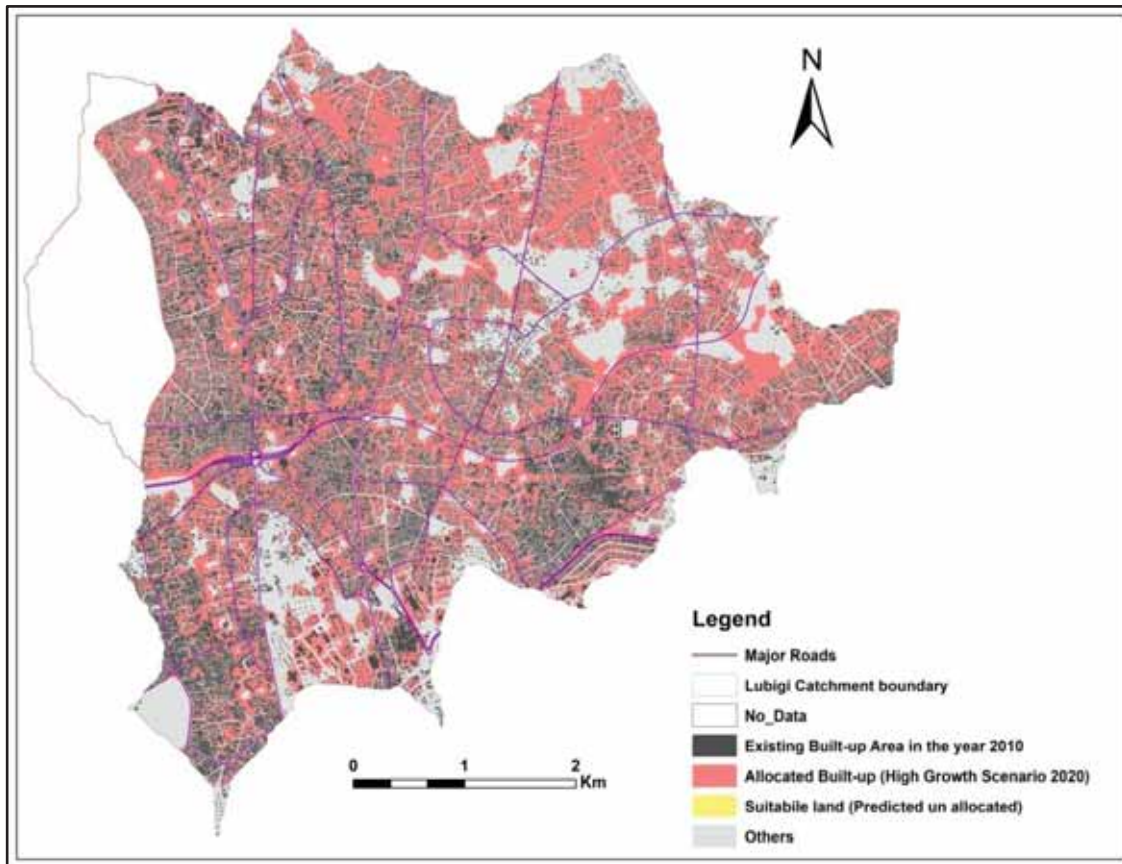 N
Legend
Major Roads
Lubigi Catchment boundary
No_Data
Existing Built-up Area in the year 2010
Allocated Built-up (High Growth Scenario 2020)
Suitabile land (Predicted un allocated)
Others
0 1 2
Km